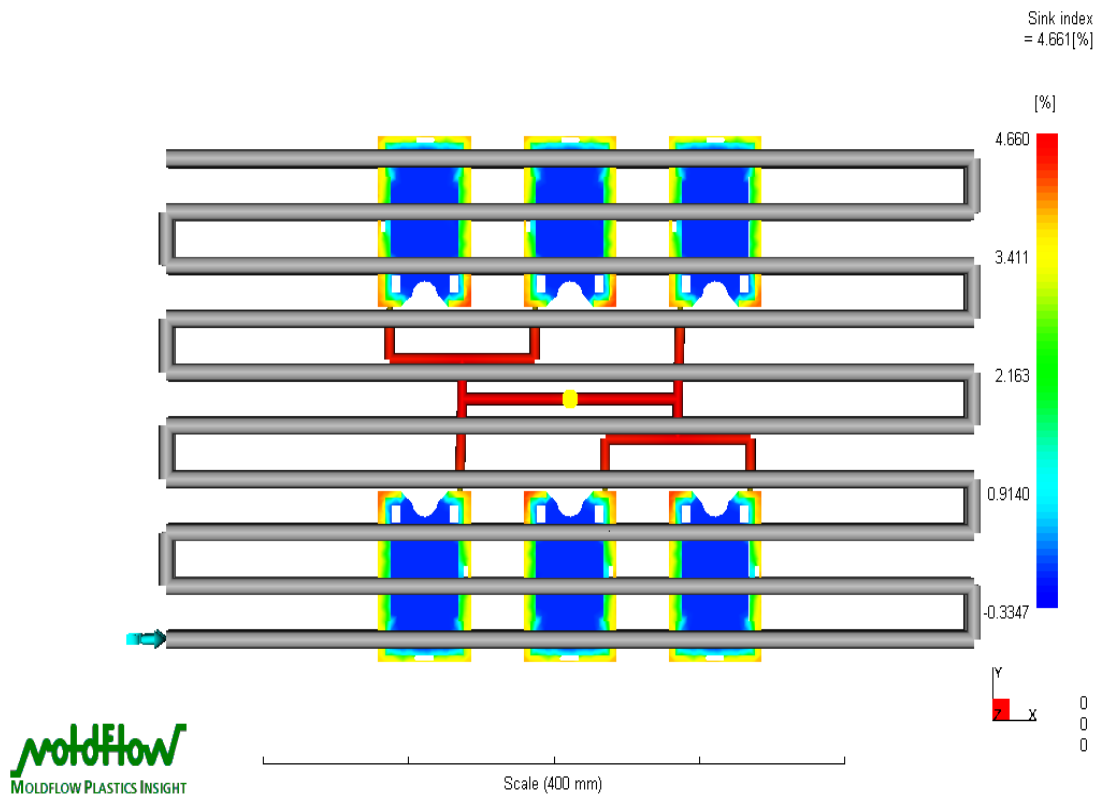 Sink index
= 4.661[%]
[%]
4.660
3.411
2.163
0.9140
-0.3347
Y
Z
X
0
0
0
moldflow
MOLDFLOW PLASTICS INSIGHT
Scale (400 mm)